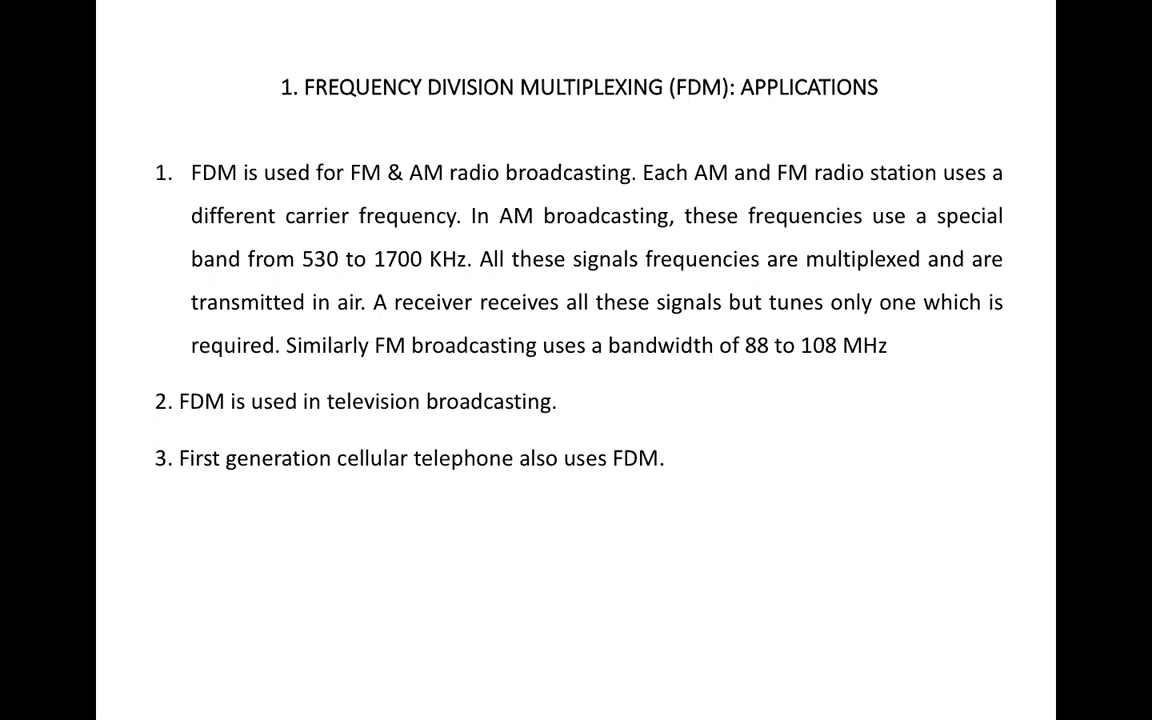 1. FREQUENCY DIVISION MULTIPLEXING (FDM): APPLICATIONS
1. FDM is used for FM & AM radio broadcasting. Each AM and FM radio station uses a
different carrier frequency. In AM broadcasting, these frequencies use a special
band from 530 to 1700 KHz. All these signals frequencies are multiplexed and are
transmitted in air. A receiver receives all these signals but tunes only one which is
required. Similarly FM broadcasting uses a bandwidth of 88 to 108 MHz
2. FDM is used in television broadcasting.
3. First generation cellular telephone also uses FDM.